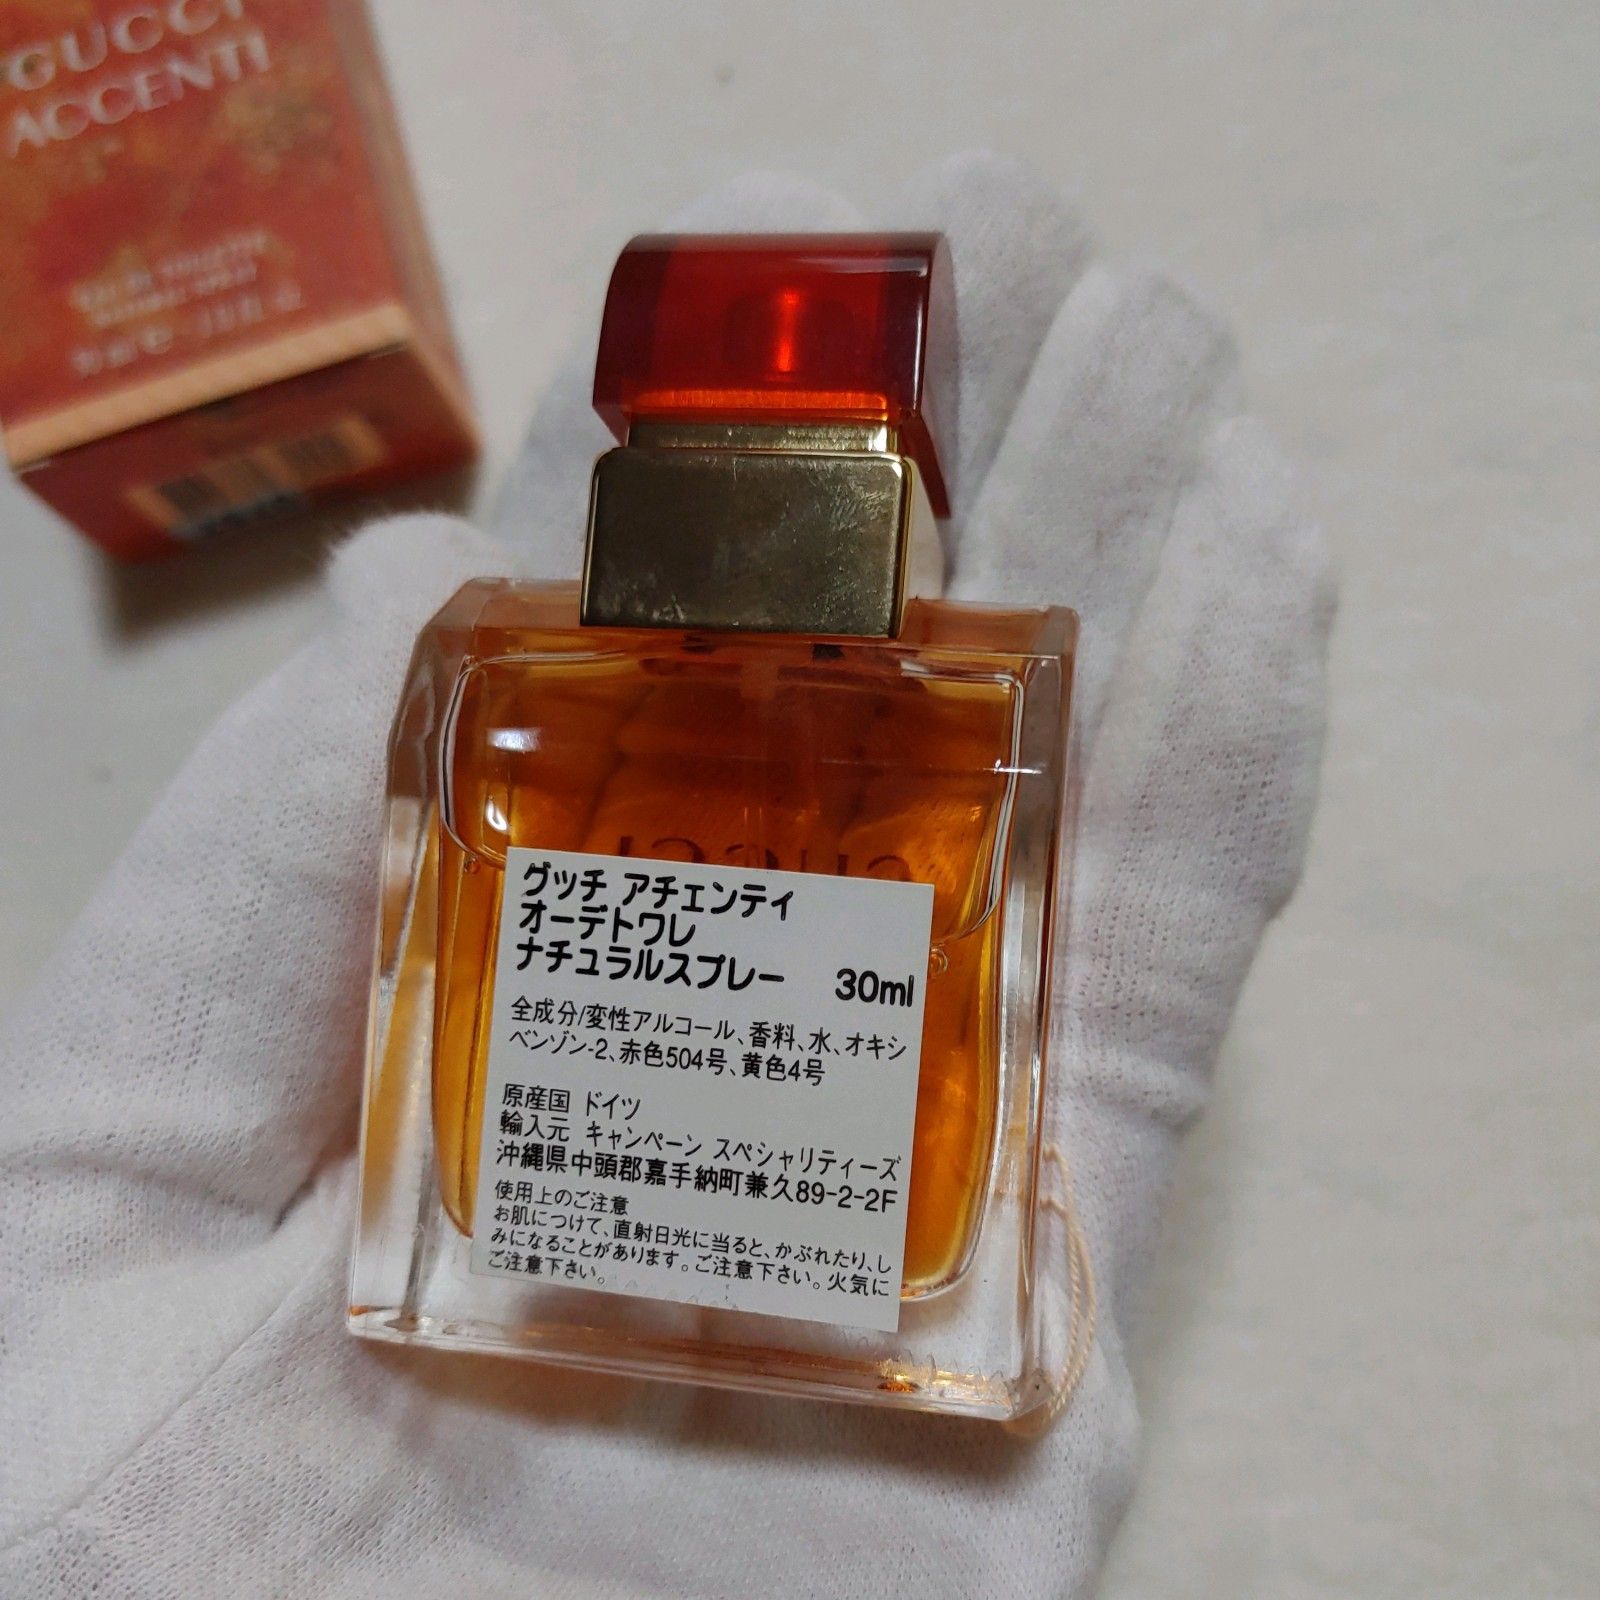 GUCCI
ACCENTI
EAU DE TOILETTE
グッチ アチェンティ
オーデトワレ
ナチュラルスプレー 30ml
全成分/変性アルコール、香料、水、オキシ
ベンゾン-2、赤色504号、黄色4号
原産国 ドイツ
輸入元 キャンペーン スペシャリティーズ
沖縄県中頭郡嘉手納町兼久89-2-2F
使用上のご注意
お肌につけて、直射日光に当ると、かぶれたり、し
みになることがあります。ご注意下さい。火気に
ご注意下さい。